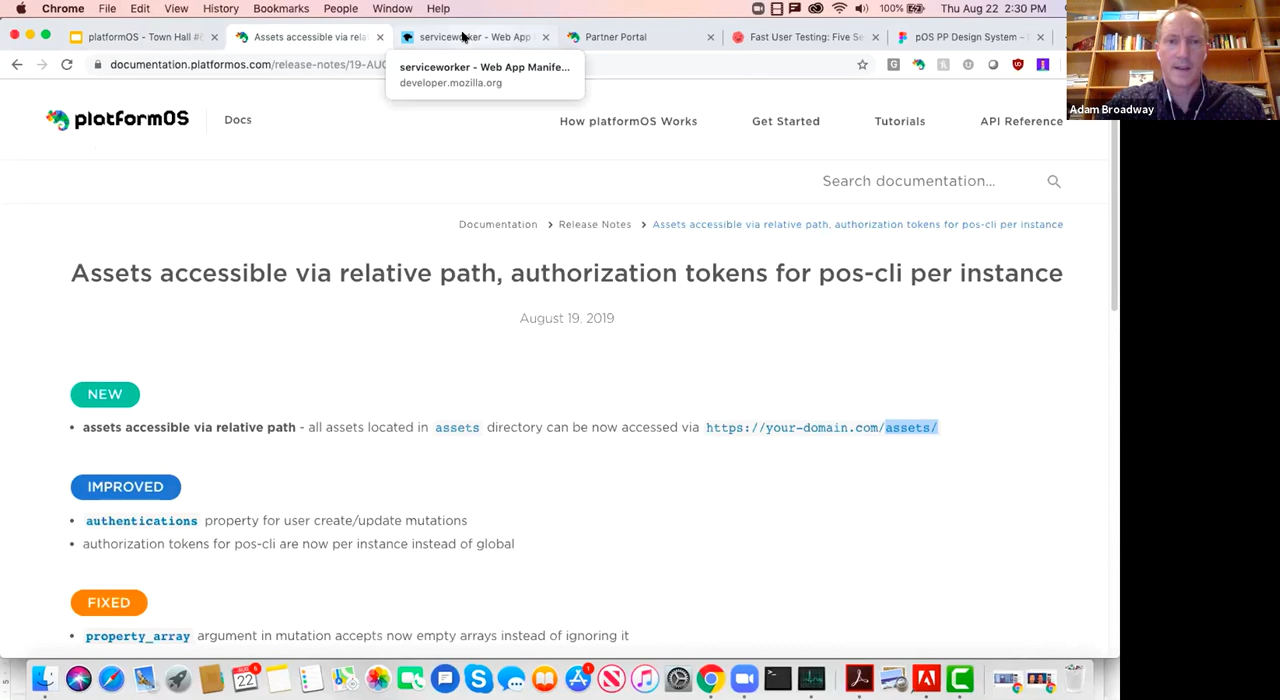 Chrome File Edit View History Bookmarks People Window Help 100% Thu Aug 22 2:30 PM
platformOS - Town Hall #6 Assets accessible via rela serviceworker - Web App Partner Portal Fast User Testing: Five Se pOS PP Design System –
documentation.platformos.com/release-notes/19-AUG
serviceworker - Web App Manife...
developer.mozilla.org
Adam Broadway
platformOS Docs How platformOS Works Get Started Tutorials API Reference
Search documentation...
Documentation > Release Notes > Assets accessible via relative path, authorization tokens for pos-cli per instance
Assets accessible via relative path, authorization tokens for pos-cli per instance
August 19, 2019
NEW
• assets accessible via relative path - all assets located in assets directory can be now accessed via https://your-domain.com/assets/
IMPROVED
• authentications property for user create/update mutations
• authorization tokens for pos-cli are now per instance instead of global
FIXED
• property_array argument in mutation accepts now empty arrays instead of ignoring it